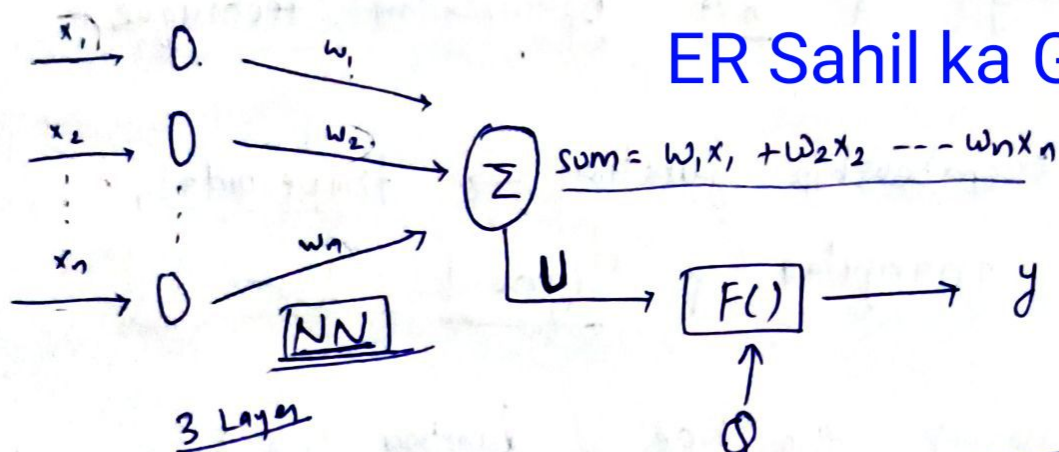 ER Sahil ka G
x₁
w₁
x₂
w₂
Σ
sum = w₁x₁ + w₂x₂ --- wnxn
xn
wn
U
F()
y
NN
3 Layer